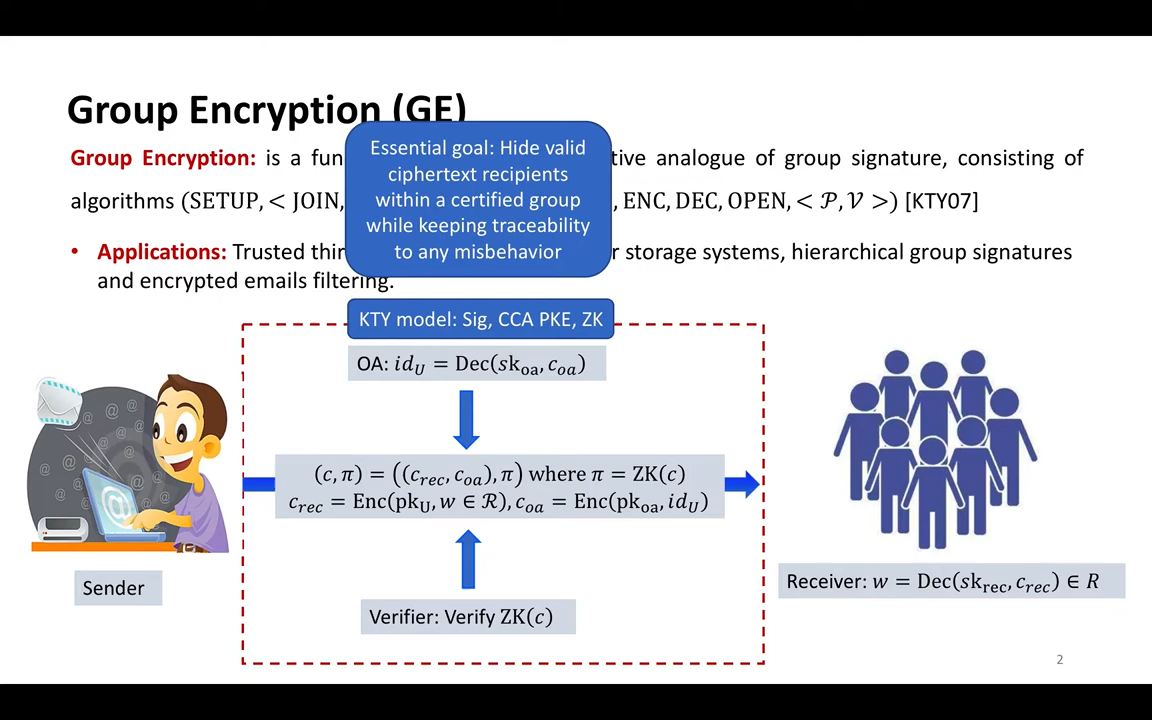 Group Encryption (GE)
Group Encryption: is a fun
tive analogue of group signature, consisting of
algorithms (SETUP, < JOIN,
, ENC, DEC, OPEN, < 𝒫, 𝒱 >) [KTY07]
Essential goal: Hide valid
ciphertext recipients
within a certified group
while keeping traceability
to any misbehavior
• Applications: Trusted thir
r storage systems, hierarchical group signatures
and encrypted emails filtering.
KTY model: Sig, CCA PKE, ZK
OA: id_U = Dec(sk_oa, c_oa)
(c, π) = ((c_rec, c_oa), π) where π = ZK(c)
c_rec = Enc(pk_U, w ∈ ℛ), c_oa = Enc(pk_oa, id_U)
Sender
Receiver: w = Dec(sk_rec, c_rec) ∈ R
Verifier: Verify ZK(c)
2